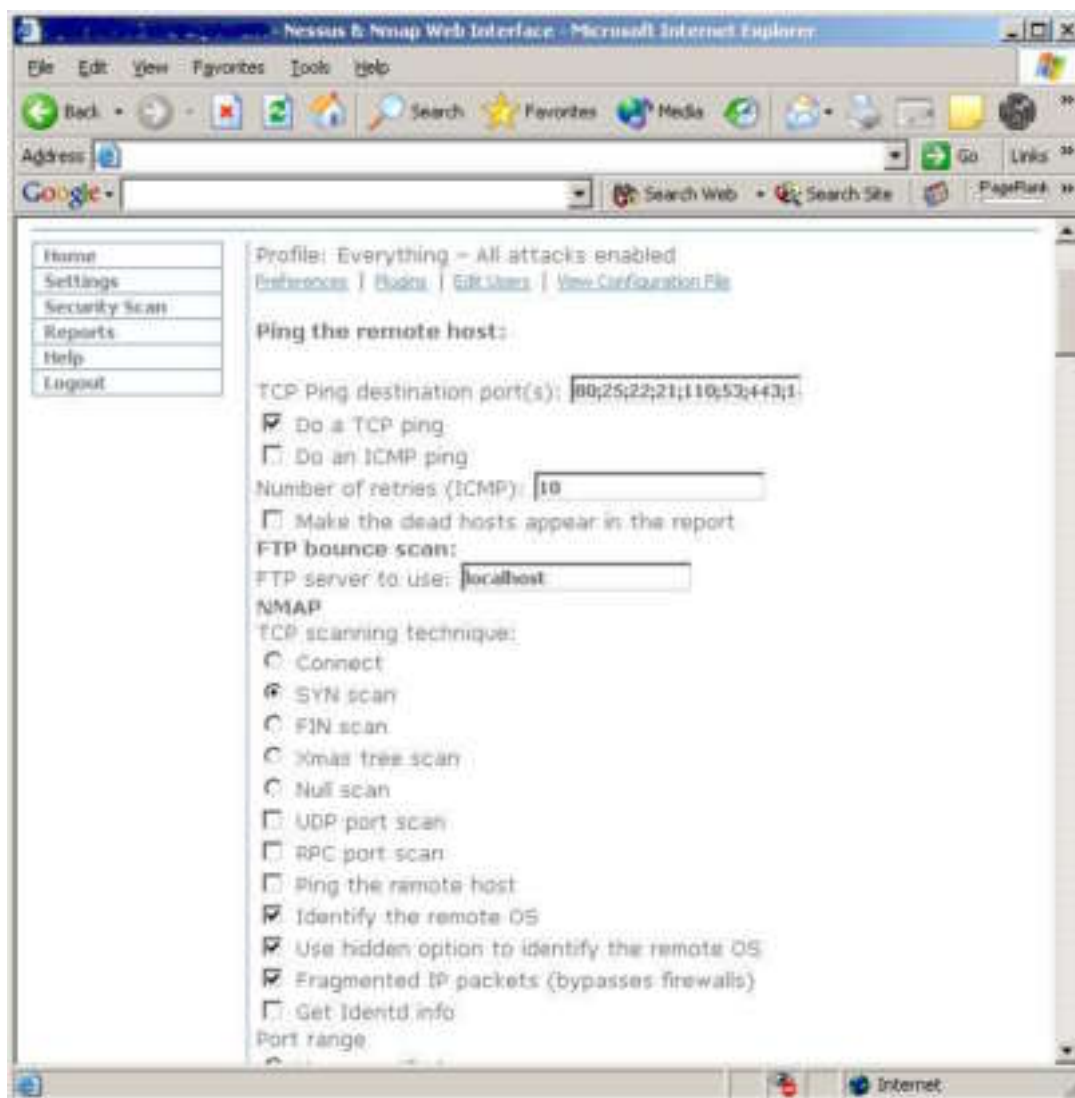 - Nessus & Nmap Web Interface - Microsoft Internet Explorer
File Edit View Favorites Tools Help
Back Search Favorites Media
Address Go Links
Google Search Web Search Site PageRank
Home
Settings
Security Scan
Reports
Help
Logout
Profile: Everything - All attacks enabled
Preferences | Plugins | Edit Users | View Configuration File
Ping the remote host:
TCP Ping destination port(s): 80;25;22;21;110;53;443;1
Do a TCP ping
Do an ICMP ping
Number of retries (ICMP): 10
Make the dead hosts appear in the report
FTP bounce scan:
FTP server to use: localhost
NMAP
TCP scanning technique:
Connect
SYN scan
FIN scan
Xmas tree scan
Null scan
UDP port scan
RPC port scan
Ping the remote host
Identify the remote OS
Use hidden option to identify the remote OS
Fragmented IP packets (bypasses firewalls)
Get Identd info
Port range
Internet